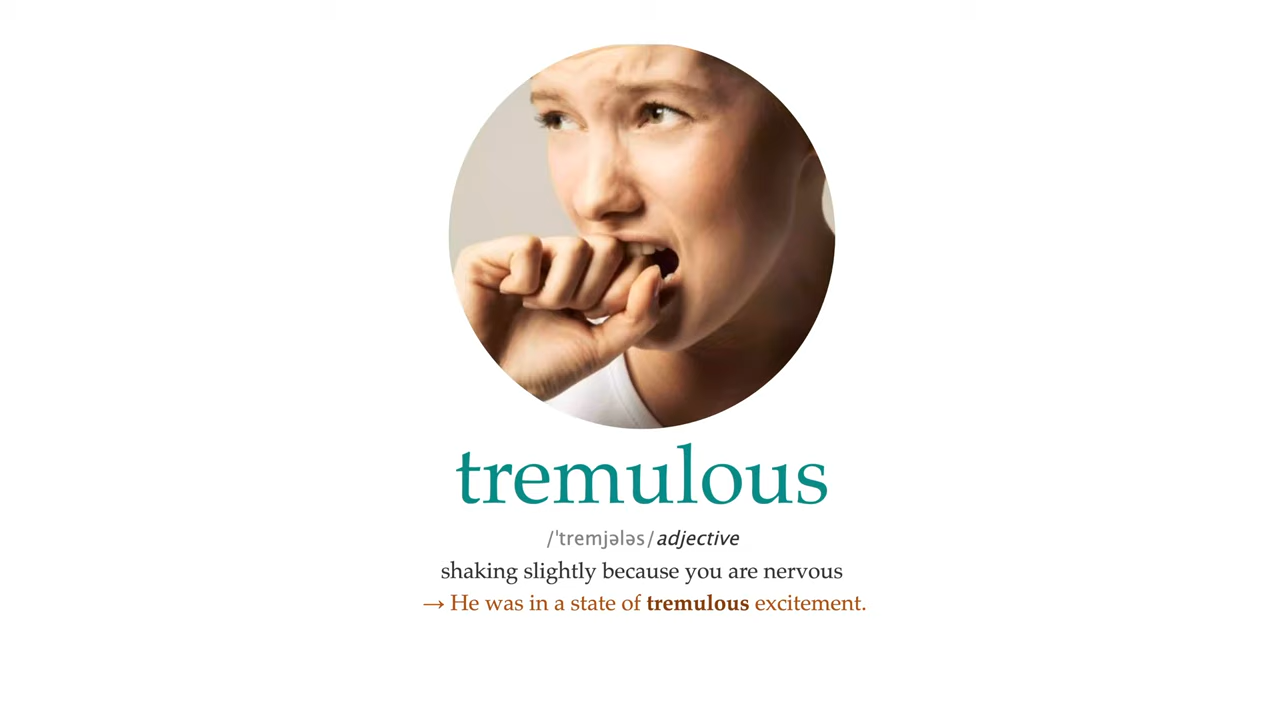 tremulous
/ˈtremjələs/ adjective
shaking slightly because you are nervous
→ He was in a state of tremulous excitement.